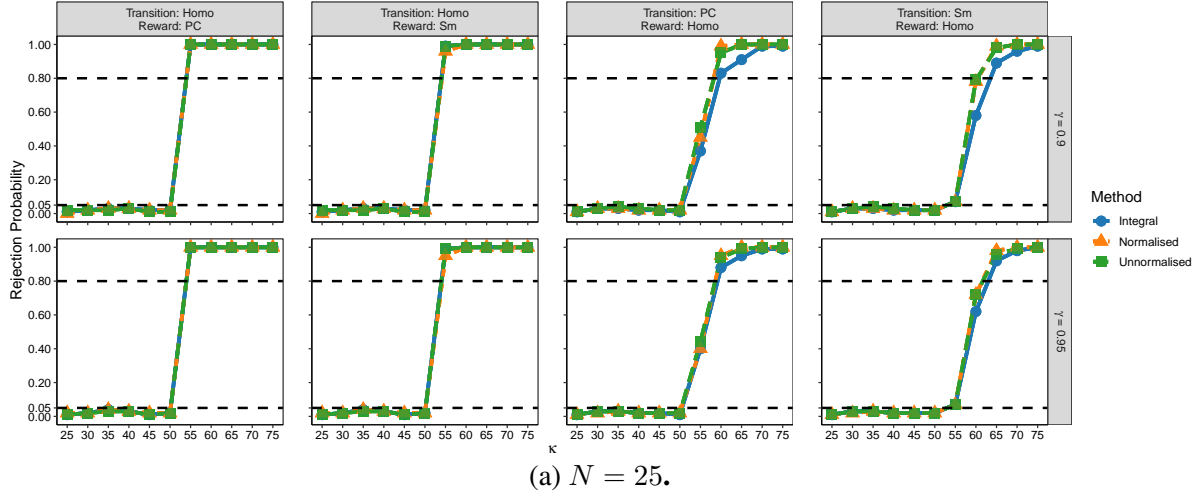 Transition: Homo
Reward: PC
Transition: Homo
Reward: Sm
Transition: PC
Reward: Homo
Transition: Sm
Reward: Homo
Rejection Probability
1.00
0.80
0.60
0.40
0.20
0.05
0.00
γ = 0.9
1.00
0.80
0.60
0.40
0.20
0.05
0.00
γ = 0.95
25 30 35 40 45 50 55 60 65 70 75
25 30 35 40 45 50 55 60 65 70 75
25 30 35 40 45 50 55 60 65 70 75
25 30 35 40 45 50 55 60 65 70 75
κ
Method
Integral
Normalised
Unnormalised
(a) N = 25.